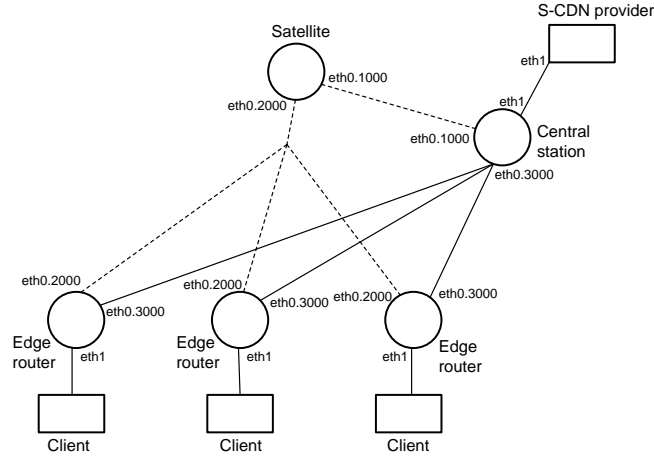 S-CDN provider
Satellite
eth1
eth0.1000
eth0.2000
eth1
eth0.1000
Central
station
eth0.3000
eth0.2000
eth0.3000
eth0.2000
eth0.3000
eth0.2000
eth0.3000
Edge
router
eth1
Edge
router
eth1
eth1
Edge
router
Client
Client
Client